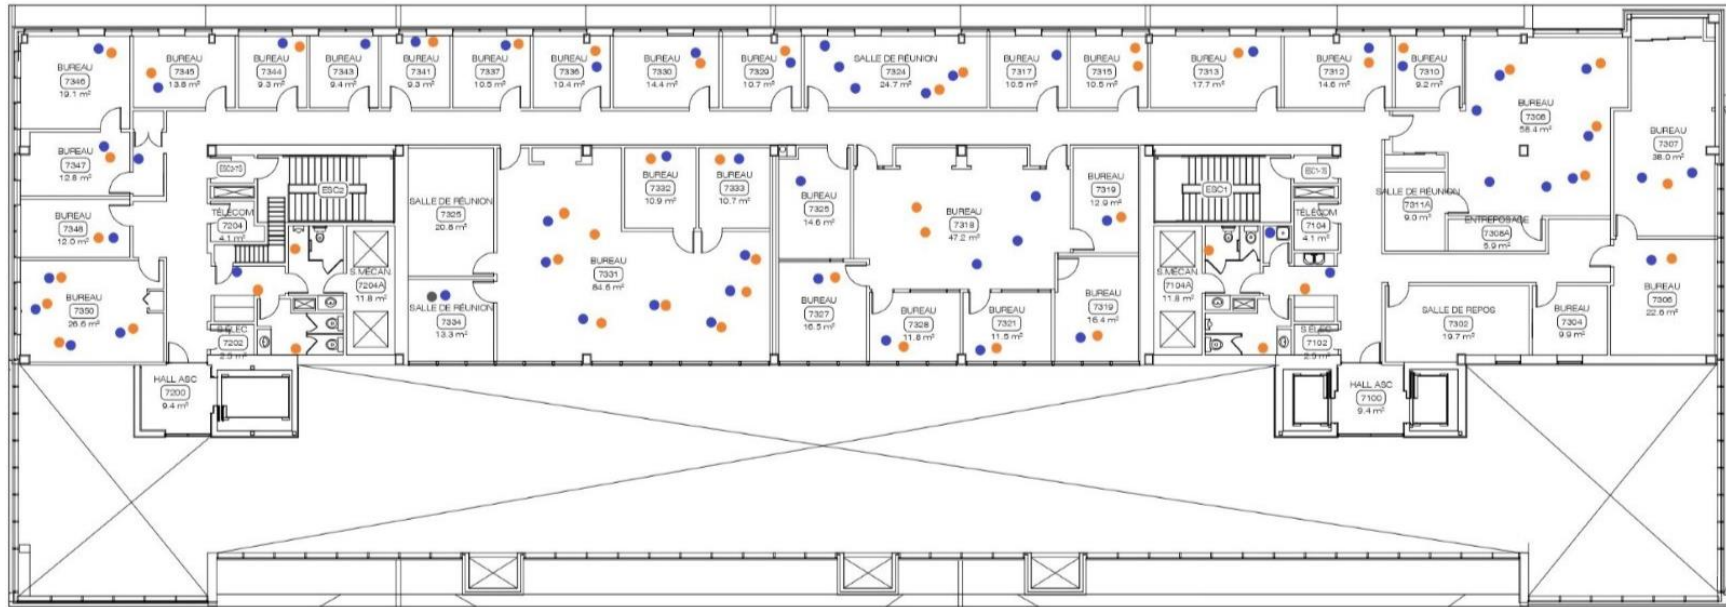 BUREAU
7346
19.1 m²
BUREAU
7345
13.8 m²
BUREAU
7344
9.3 m²
BUREAU
7343
9.4 m²
BUREAU
7341
9.3 m²
BUREAU
7337
10.5 m²
BUREAU
7336
10.4 m²
BUREAU
7330
14.4 m²
BUREAU
7329
10.7 m²
SALLE DE RÉUNION
7324
24.7 m²
BUREAU
7317
10.5 m²
BUREAU
7315
10.5 m²
BUREAU
7313
17.7 m²
BUREAU
7312
14.6 m²
BUREAU
7310
9.2 m²
BUREAU
7308
58.4 m²
BUREAU
7307
38.0 m²
BUREAU
7347
12.8 m²
ESC2
BUREAU
7332
10.9 m²
BUREAU
7333
10.7 m²
BUREAU
7325
14.6 m²
BUREAU
7319
12.9 m²
ESC1
SALLE DE RÉUNION
7311A
9.0 m²
BUREAU
7348
12.0 m²
TÉLÉCOM
7204
4.1 m²
SALLE DE RÉUNION
7325
20.8 m²
BUREAU
7318
47.2 m²
TÉLÉCOM
7104
4.1 m²
ENTREPOSAGE
7308A
5.9 m²
BUREAU
7350
26.6 m²
S.MÉCAN.
7204A
11.8 m²
BUREAU
7331
84.6 m²
S.MÉCAN.
7104A
11.8 m²
BUREAU
7306
22.6 m²
SALLE DE RÉUNION
7334
13.3 m²
BUREAU
7327
16.5 m²
BUREAU
7328
11.8 m²
BUREAU
7321
11.5 m²
BUREAU
7319
16.4 m²
SALLE DE REPOS
7302
19.7 m²
BUREAU
7304
9.9 m²
S.ÉLEC
7202
2.9 m²
S.ÉLEC
7102
2.9 m²
HALL ASC
7200
9.4 m²
HALL ASC
7100
9.4 m²